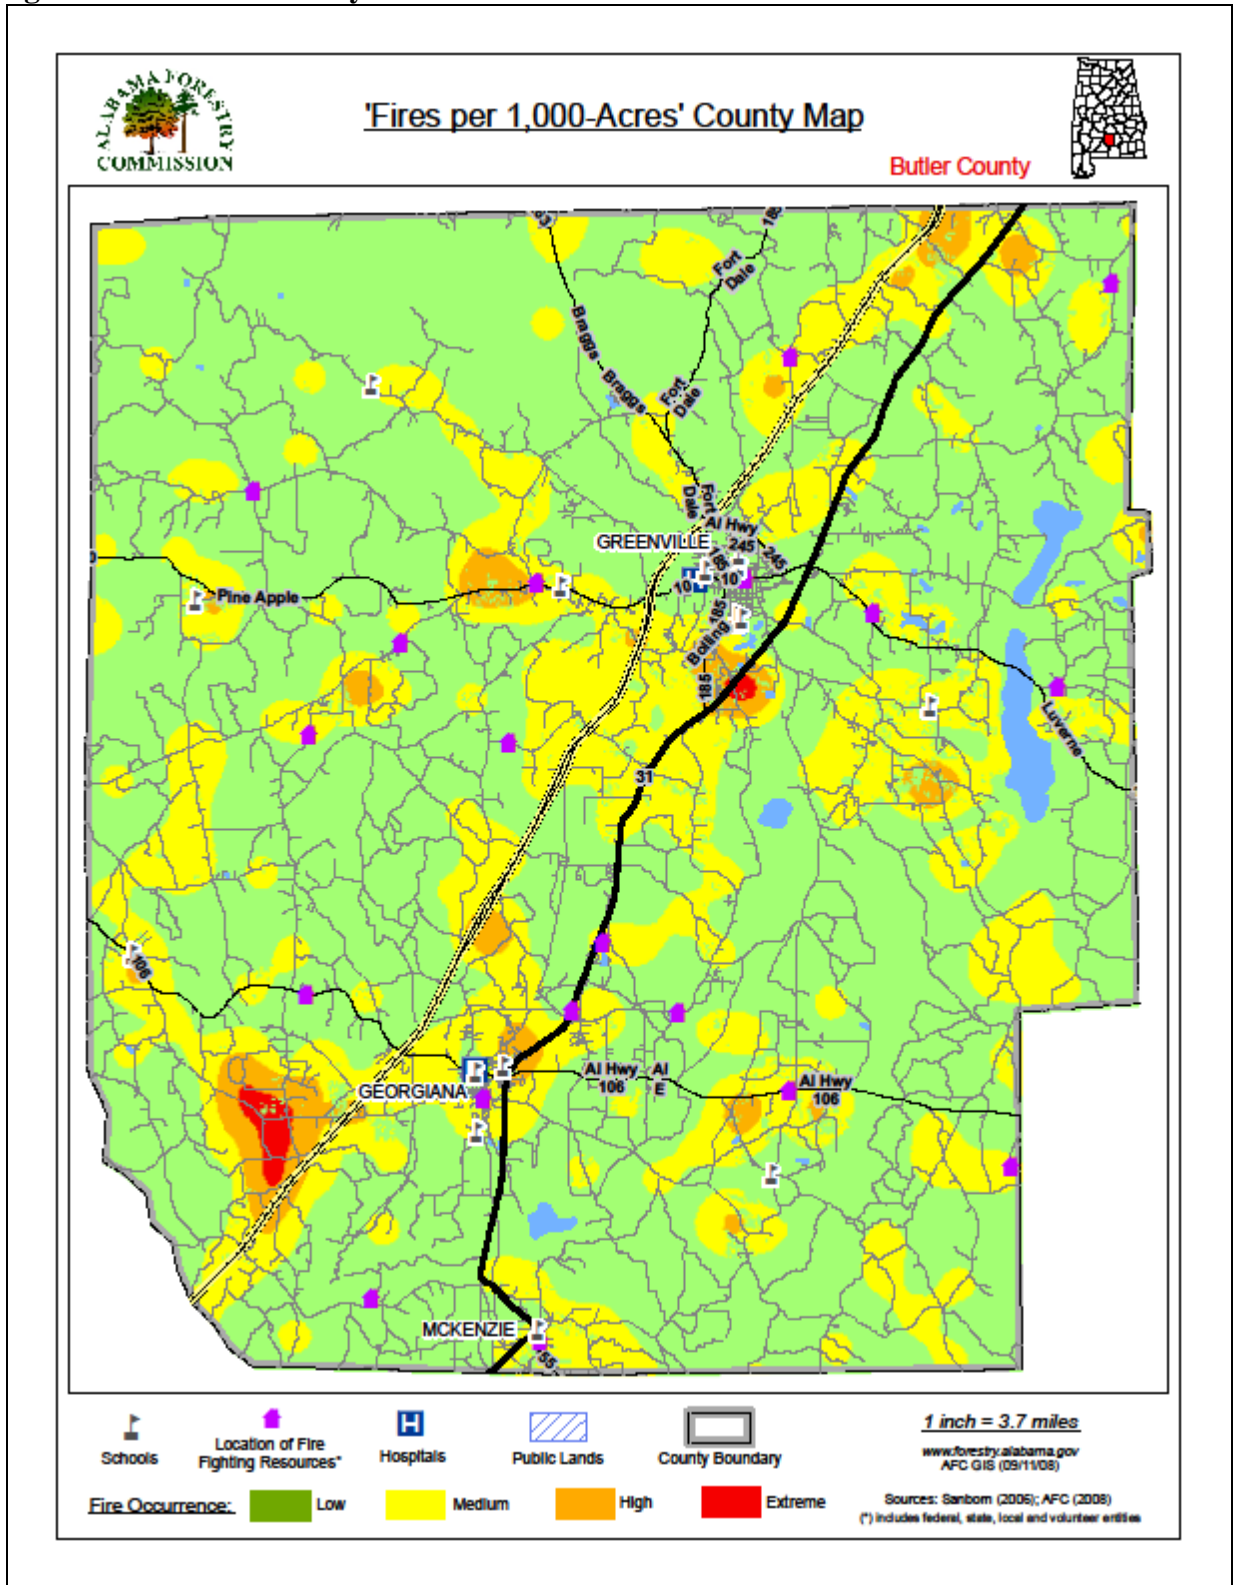 ALABAMA FORESTRY
COMMISSION
'Fires per 1,000-Acres' County Map
Butler County
185
Fort
Dale
Braggs
Braggs
Fort
Dale
Fort
Dale
Al Hwy
245
245
GREENVILLE
185
10
10
Pine Apple
185
Bolling
185
Luverne
31
106
Al Hwy
106
Al
E
Al Hwy
106
GEORGIANA
MCKENZIE
55
Schools
Location of Fire
Fighting Resources*
H
Hospitals
Public Lands
County Boundary
1 inch = 3.7 miles
www.forestry.alabama.gov
AFC GIS (09/11/08)
Fire Occurrence:
Low
Medium
High
Extreme
Sources: Sanborn (2006); AFC (2008)
(*) includes federal, state, local and volunteer entities